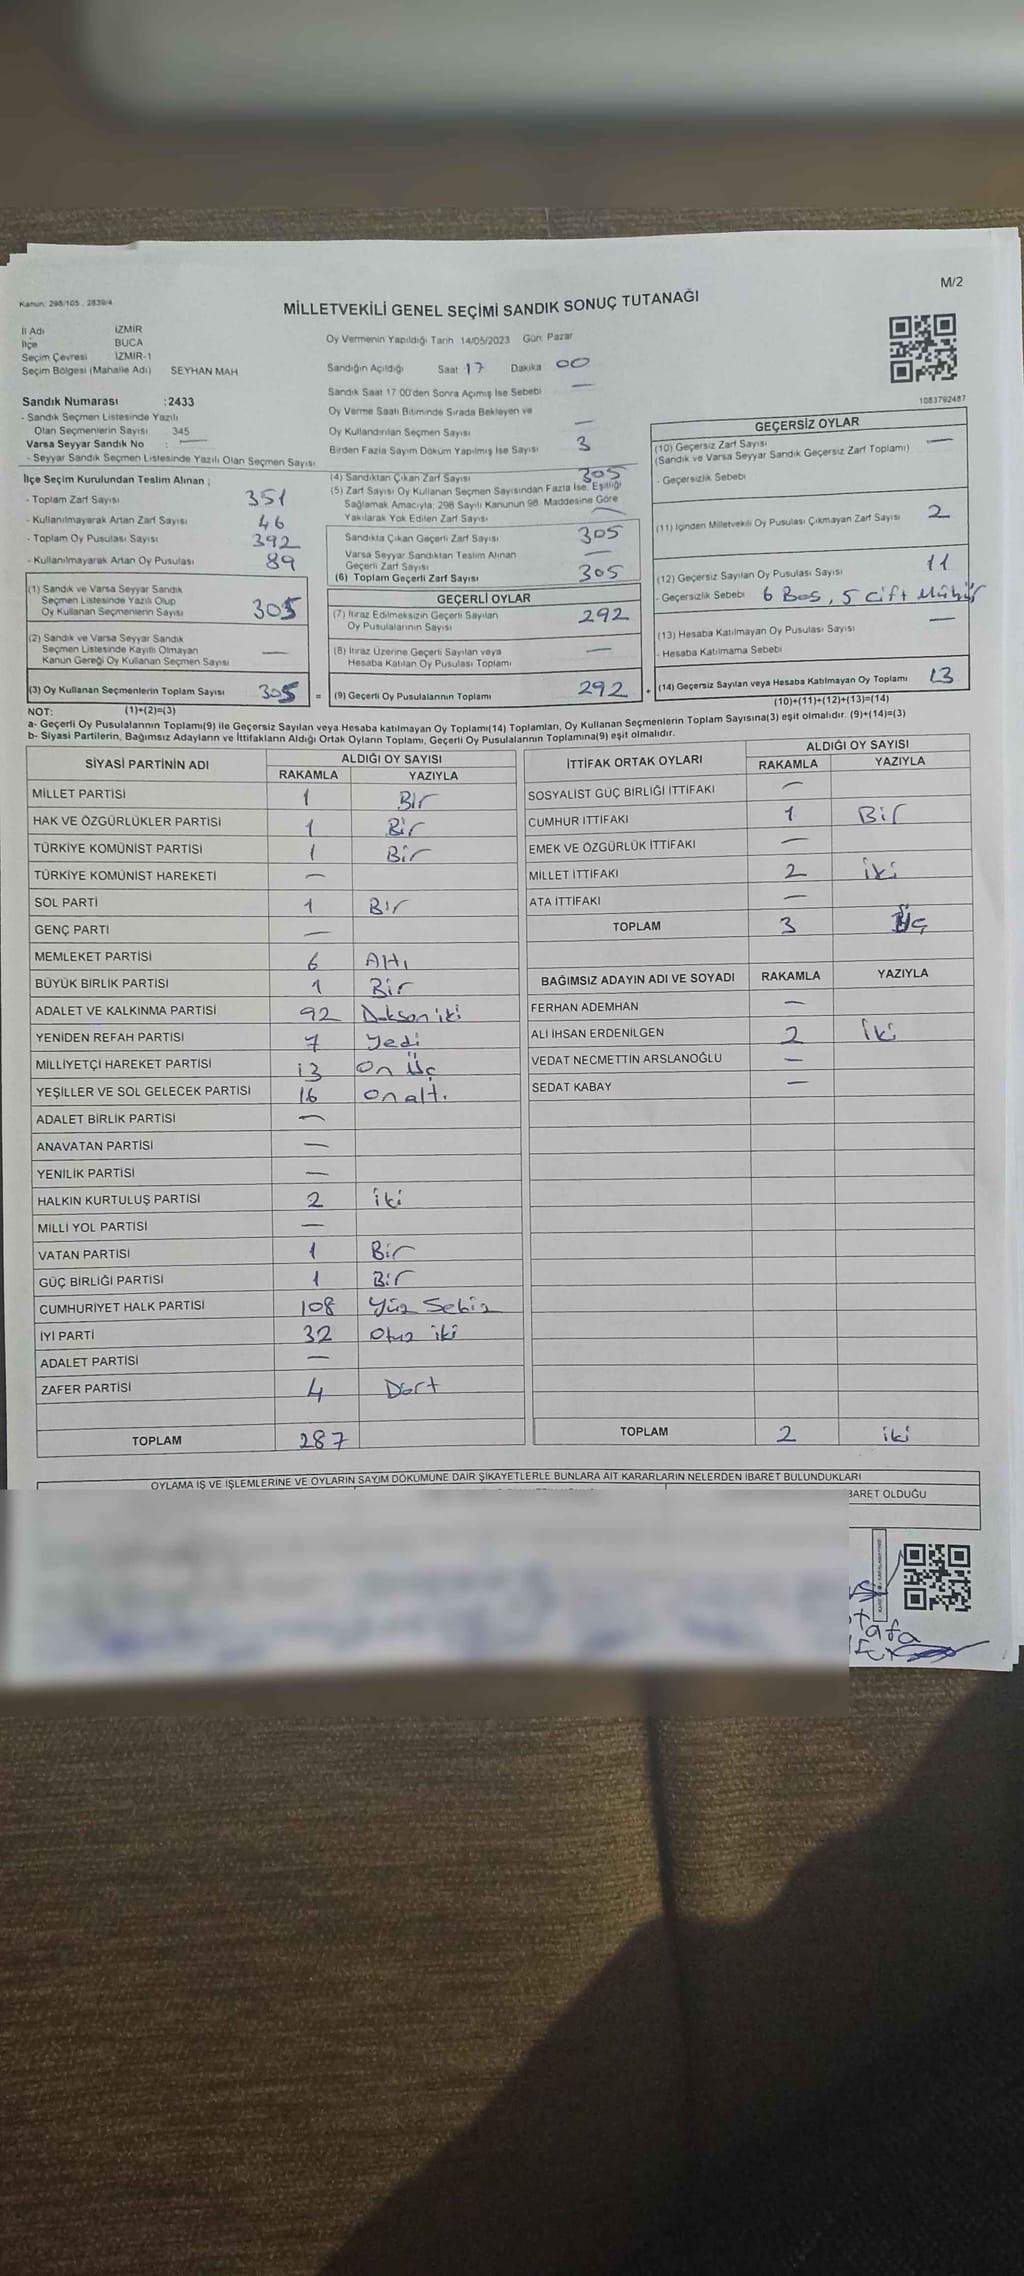 M/2
Kanun: 298/105 , 2839/4
MİLLETVEKİLİ GENEL SEÇİMİ SANDIK SONUÇ TUTANAĞI
İl Adı İZMİR
İlçe BUCA
Seçim Çevresi İZMİR-1
Seçim Bölgesi (Mahalle Adı) SEYHAN MAH
Sandık Numarası :2433
- Sandık Seçmen Listesinde Yazılı
Olan Seçmenlerin Sayısı 345
Varsa Seyyar Sandık No : —
- Seyyar Sandık Seçmen Listesinde Yazılı Olan Seçmen Sayısı
Oy Vermenin Yapıldığı Tarih 14/05/2023 Gün: Pazar
Sandığın Açıldığı Saat 17 Dakika 00
Sandık Saat 17 00'den Sonra Açımış İse Sebebi —
Oy Verme Saati Bitiminde Sırada Bekleyen ve
Oy Kullandırılan Seçmen Sayısı —
Birden Fazla Sayım Döküm Yapılmış İse Sayısı 3
1083792487
İlçe Seçim Kurulundan Teslim Alınan ;
- Toplam Zarf Sayısı 351
- Kullanılmayarak Artan Zarf Sayısı 46
- Toplam Oy Pusulası Sayısı 392
- Kullanılmayarak Artan Oy Pusulası 89
(1) Sandık ve Varsa Seyyar Sandık
Seçmen Listesinde Yazılı Olup
Oy Kullanan Seçmenlerin Sayısı 305
(2) Sandık ve Varsa Seyyar Sandık
Seçmen Listesinde Kayıtlı Olmayan
Kanun Gereği Oy Kullanan Seçmen Sayısı —
(3) Oy Kullanan Seçmenlerin Toplam Sayısı 305 =
(4) Sandıktan Çıkan Zarf Sayısı 305
(5) Zarf Sayısı Oy Kullanan Seçmen Sayısından Fazla İse, Eşitliği
Sağlamak Amacıyla, 298 Sayılı Kanunun 98. Maddesine Göre
Yakılarak Yok Edilen Zarf Sayısı —
Sandıkta Çıkan Geçerli Zarf Sayısı 305
Varsa Seyyar Sandıktan Teslim Alınan
Geçerli Zarf Sayısı —
(6) Toplam Geçerli Zarf Sayısı 305
GEÇERLİ OYLAR
(7) İtiraz Edilmeksizin Geçerli Sayılan
Oy Pusulalarının Sayısı 292
(8) İtiraz Üzerine Geçerli Sayılan veya
Hesaba Katılan Oy Pusulası Toplamı —
(9) Geçerli Oy Pusulalarının Toplamı 292 +
GEÇERSİZ OYLAR
(10) Geçersiz Zarf Sayısı —
(Sandık ve Varsa Seyyar Sandık Geçersiz Zarf Toplamı)
- Geçersizlik Sebebi
(11) İçinden Milletvekili Oy Pusulası Çıkmayan Zarf Sayısı 2
(12) Geçersiz Sayılan Oy Pusulası Sayısı 11
- Geçersizlik Sebebi 6 Boş, 5 Çift Mühür
(13) Hesaba Katılmayan Oy Pusulası Sayısı —
- Hesaba Katılmama Sebebi
(14) Geçersiz Sayılan veya Hesaba Katılmayan Oy Toplamı 13
NOT: (1)+(2)=(3)
(10)+(11)+(12)+(13)=(14)
a- Geçerli Oy Pusulalarının Toplamı(9) ile Geçersiz Sayılan veya Hesaba katılmayan Oy Toplamı(14) Toplamları, Oy Kullanan Seçmenlerin Toplam Sayısına(3) eşit olmalıdır. (9)+(14)=(3)
b- Siyasi Partilerin, Bağımsız Adayların ve İttifakların Aldığı Ortak Oyların Toplamı, Geçerli Oy Pusulalarının Toplamına(9) eşit olmalıdır.
SİYASİ PARTİNİN ADI ALDIĞI OY SAYISI
RAKAMLA YAZIYLA
MİLLET PARTİSİ 1 Bir
HAK VE ÖZGÜRLÜKLER PARTİSİ 1 Bir
TÜRKİYE KOMÜNİST PARTİSİ 1 Bir
TÜRKİYE KOMÜNİST HAREKETİ —
SOL PARTİ 1 Bir
GENÇ PARTİ —
MEMLEKET PARTİSİ 6 Altı
BÜYÜK BİRLİK PARTİSİ 1 Bir
ADALET VE KALKINMA PARTİSİ 92 Doksan iki
YENİDEN REFAH PARTİSİ 7 Yedi
MİLLİYETÇİ HAREKET PARTİSİ 13 On Üç
YEŞİLLER VE SOL GELECEK PARTİSİ 16 On altı
ADALET BİRLİK PARTİSİ —
ANAVATAN PARTİSİ —
YENİLİK PARTİSİ —
HALKIN KURTULUŞ PARTİSİ 2 iki
MİLLİ YOL PARTİSİ —
VATAN PARTİSİ 1 Bir
GÜÇ BİRLİĞİ PARTİSİ 1 Bir
CUMHURİYET HALK PARTİSİ 108 Yüz Sekiz
İYİ PARTİ 32 Otuz iki
ADALET PARTİSİ —
ZAFER PARTİSİ 4 Dört
TOPLAM 287
İTTİFAK ORTAK OYLARI ALDIĞI OY SAYISI
RAKAMLA YAZIYLA
SOSYALİST GÜÇ BİRLİĞİ İTTİFAKI —
CUMHUR İTTİFAKI 1 Bir
EMEK VE ÖZGÜRLÜK İTTİFAKI —
MİLLET İTTİFAKI 2 iki
ATA İTTİFAKI —
TOPLAM 3 Üç
BAĞIMSIZ ADAYIN ADI VE SOYADI RAKAMLA YAZIYLA
FERHAN ADEMHAN —
ALİ İHSAN ERDENİLGEN 2 İki
VEDAT NECMETTİN ARSLANOĞLU —
SEDAT KABAY —
TOPLAM 2 iki
OYLAMA İŞ VE İŞLEMLERİNE VE OYLARIN SAYIM DÖKÜMÜNE DAİR ŞİKAYETLERLE BUNLARA AİT KARARLARIN NELERDEN İBARET BULUNDUKLARI
BARET OLDUĞU